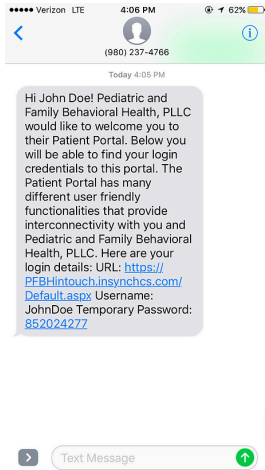 Verizon LTE 4:06 PM 62%
(980) 237-4766
Today 4:05 PM
Hi John Doe! Pediatric and
Family Behavioral Health, PLLC
would like to welcome you to
their Patient Portal. Below you
will be able to find your login
credentials to this portal. The
Patient Portal has many
different user friendly
functionalities that provide
interconnectivity with you and
Pediatric and Family Behavioral
Health, PLLC. Here are your
login details: URL: https://
PFBHintouch.insynchcs.com/
Default.aspx Username:
JohnDoe Temporary Password:
852024277
Text Message